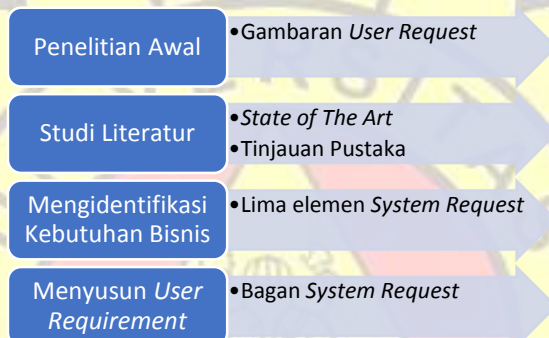 Penelitian Awal
•Gambaran User Request
Studi Literatur
•State of The Art
•Tinjauan Pustaka
Mengidentifikasi
Kebutuhan Bisnis
•Lima elemen System Request
Menyusun User
Requirement
•Bagan System Request